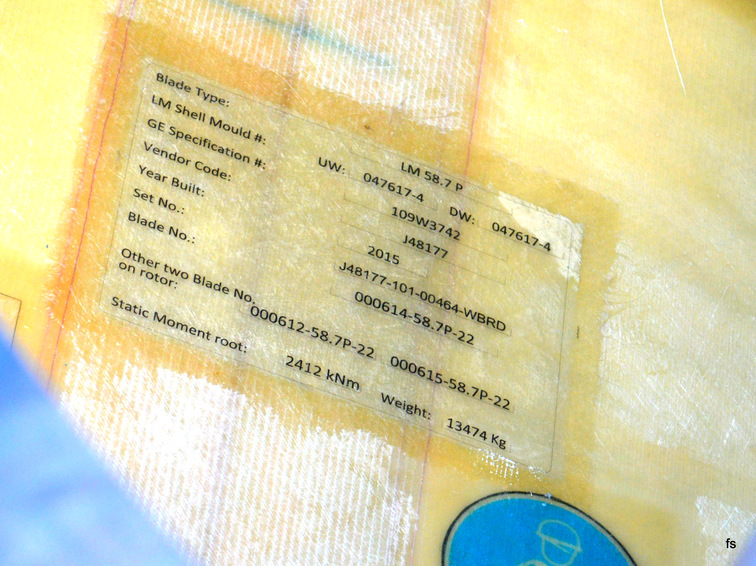 Blade Type: LM 58.7 P
LM Shell Mould #: UW: 047617-4 DW: 047617-4
GE Specification #: 109W3742
Vendor Code: J48177
Year Built: 2015
Set No.: J48177-101-00464-WBRD
Blade No.: 000614-58.7P-22
Other two Blade No.
on rotor: 000612-58.7P-22 000615-58.7P-22
Static Moment root: 2412 kNm Weight: 13474 Kg
fs